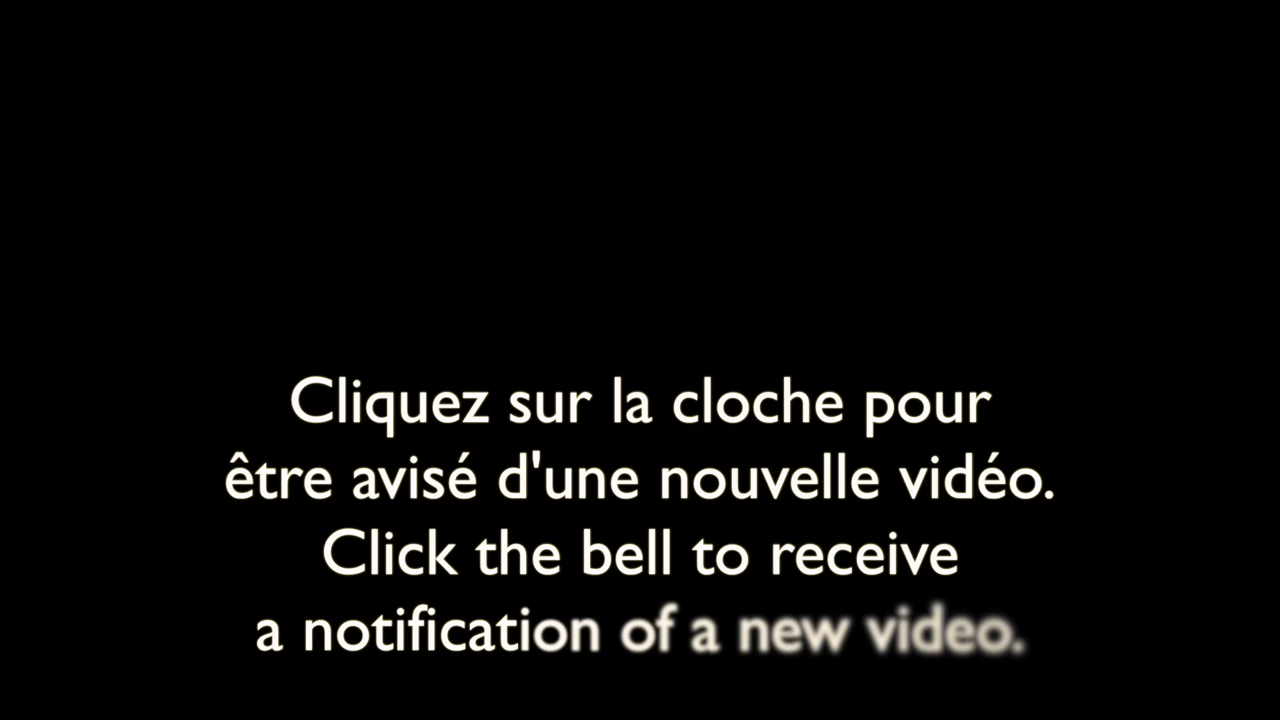 Cliquez sur la cloche pour
être avisé d'une nouvelle vidéo.
Click the bell to receive
a notification of a new video.